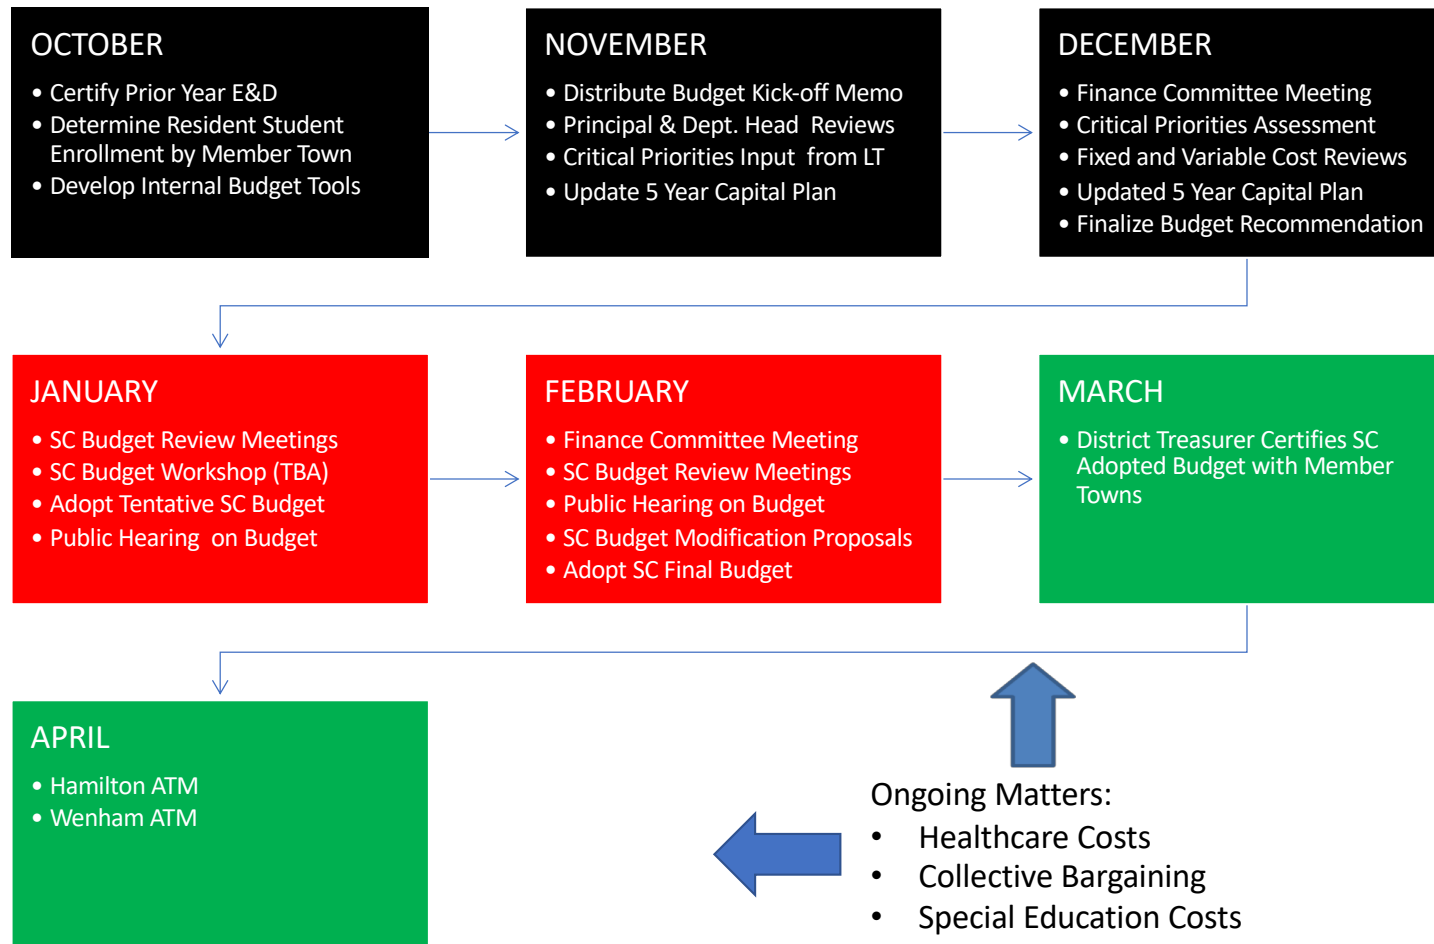 OCTOBER
• Certify Prior Year E&D
• Determine Resident Student
Enrollment by Member Town
• Develop Internal Budget Tools
NOVEMBER
• Distribute Budget Kick-off Memo
• Principal & Dept. Head Reviews
• Critical Priorities Input from LT
• Update 5 Year Capital Plan
DECEMBER
• Finance Committee Meeting
• Critical Priorities Assessment
• Fixed and Variable Cost Reviews
• Updated 5 Year Capital Plan
• Finalize Budget Recommendation
JANUARY
• SC Budget Review Meetings
• SC Budget Workshop (TBA)
• Adopt Tentative SC Budget
• Public Hearing on Budget
FEBRUARY
• Finance Committee Meeting
• SC Budget Review Meetings
• Public Hearing on Budget
• SC Budget Modification Proposals
• Adopt SC Final Budget
MARCH
• District Treasurer Certifies SC
Adopted Budget with Member
Towns
APRIL
• Hamilton ATM
• Wenham ATM
Ongoing Matters:
• Healthcare Costs
• Collective Bargaining
• Special Education Costs